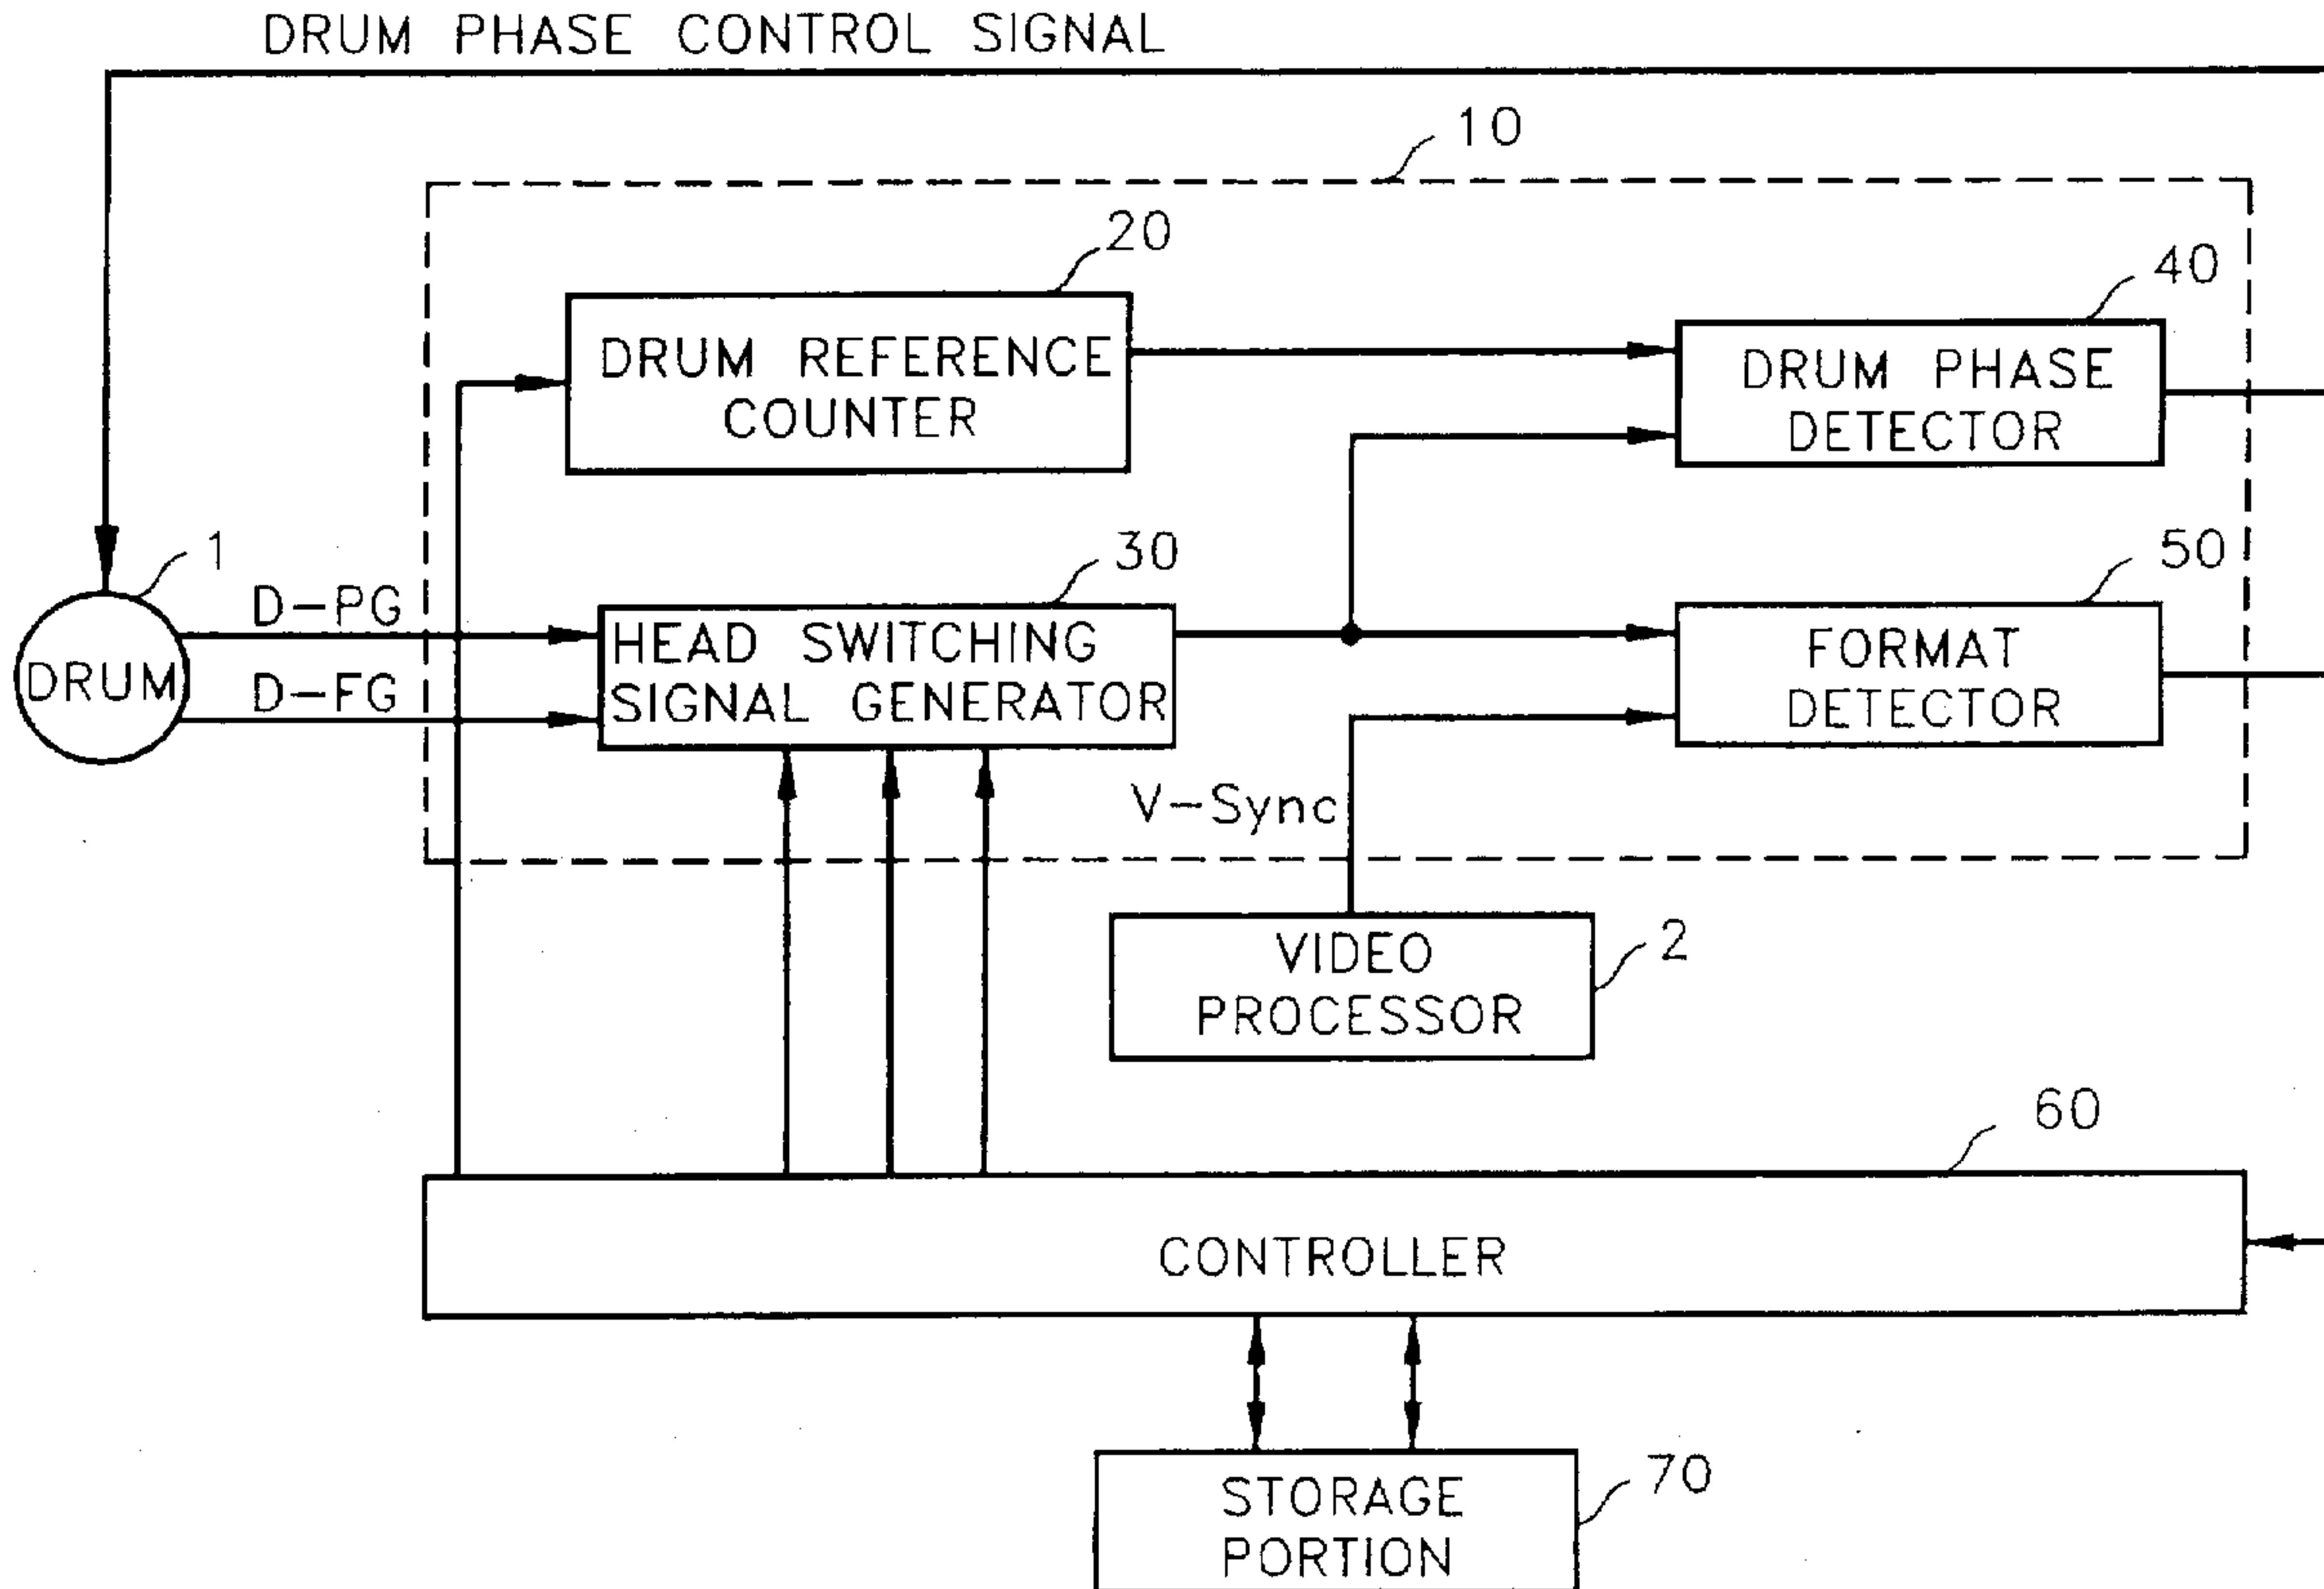 DRUM PHASE CONTROL SIGNAL
10
20
40
DRUM REFERENCE
COUNTER
DRUM PHASE
DETECTOR
1
30
50
D-PG
DRUM
D-FG
HEAD SWITCHING
SIGNAL GENERATOR
FORMAT
DETECTOR
V-Sync
VIDEO
PROCESSOR
2
60
CONTROLLER
STORAGE
PORTION
70